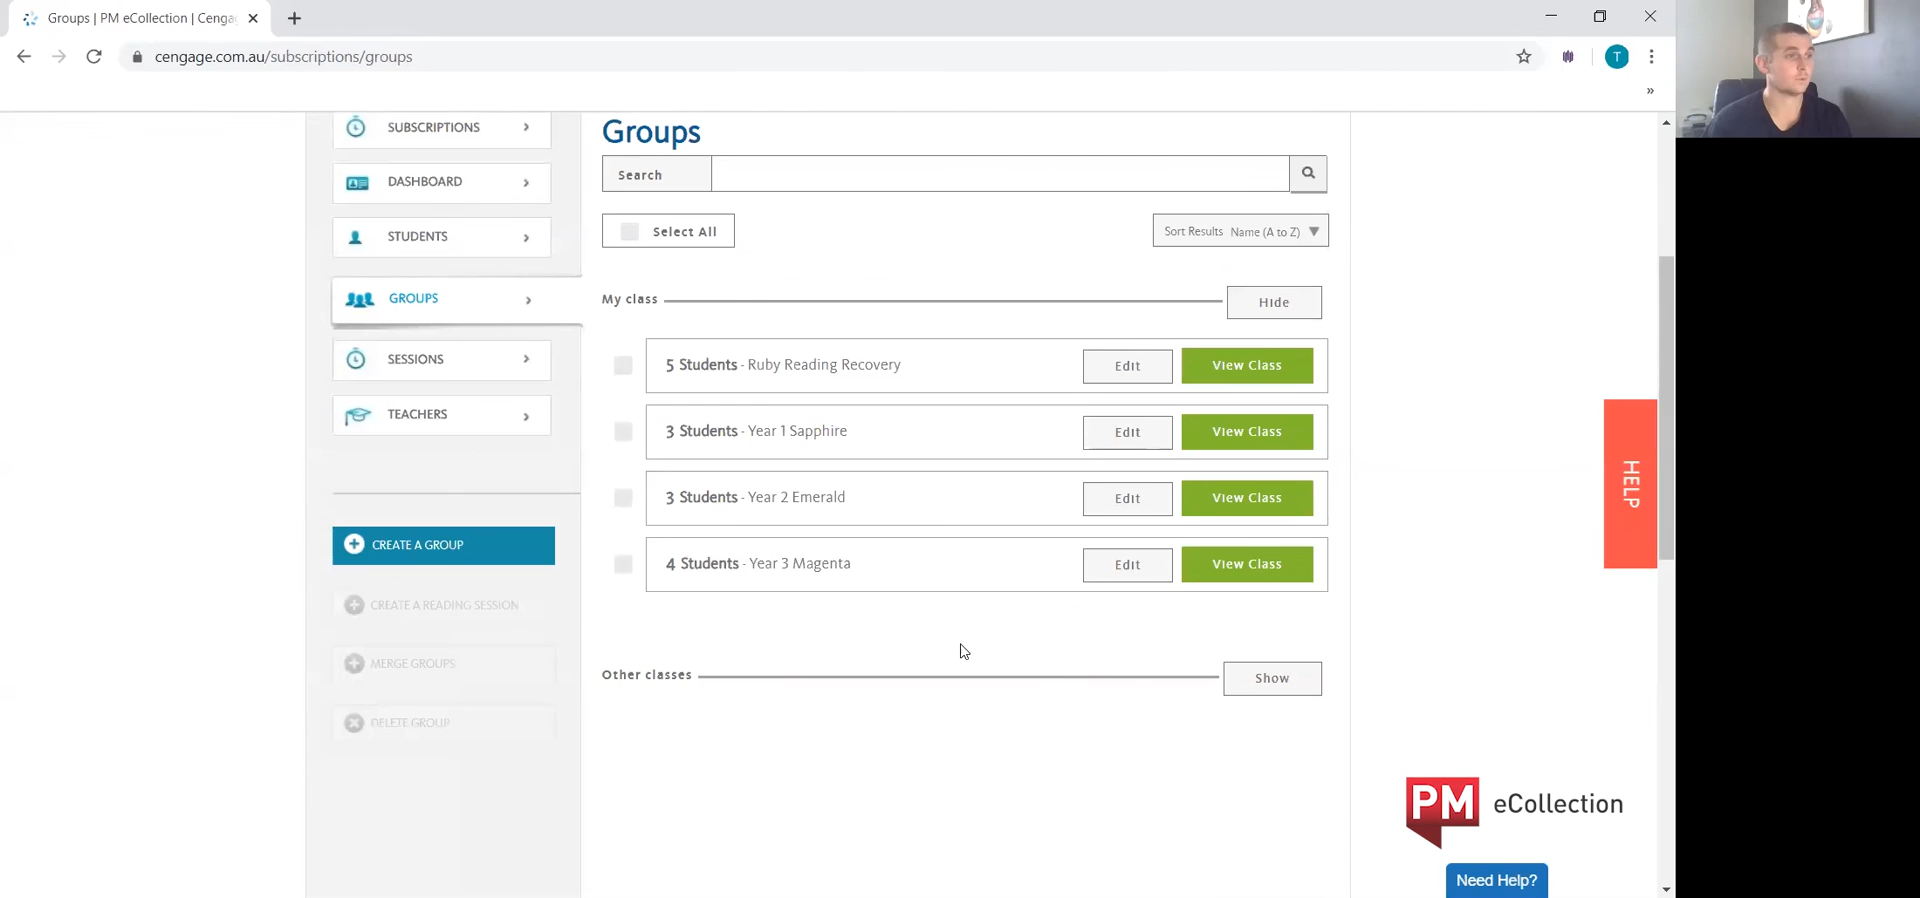 Groups | PM eCollection | Cenga
cengage.com.au/subscriptions/groups
T
»
SUBSCRIPTIONS
DASHBOARD
STUDENTS
GROUPS
SESSIONS
TEACHERS
CREATE A GROUP
CREATE A READING SESSION
MERGE GROUPS
DELETE GROUP
Groups
Search
Select All
Sort Results Name (A to Z)
My class
Hide
5 Students - Ruby Reading Recovery Edit View Class
3 Students - Year 1 Sapphire Edit View Class
3 Students - Year 2 Emerald Edit View Class
4 Students - Year 3 Magenta Edit View Class
Other classes
Show
HELP
PM eCollection
Need Help?